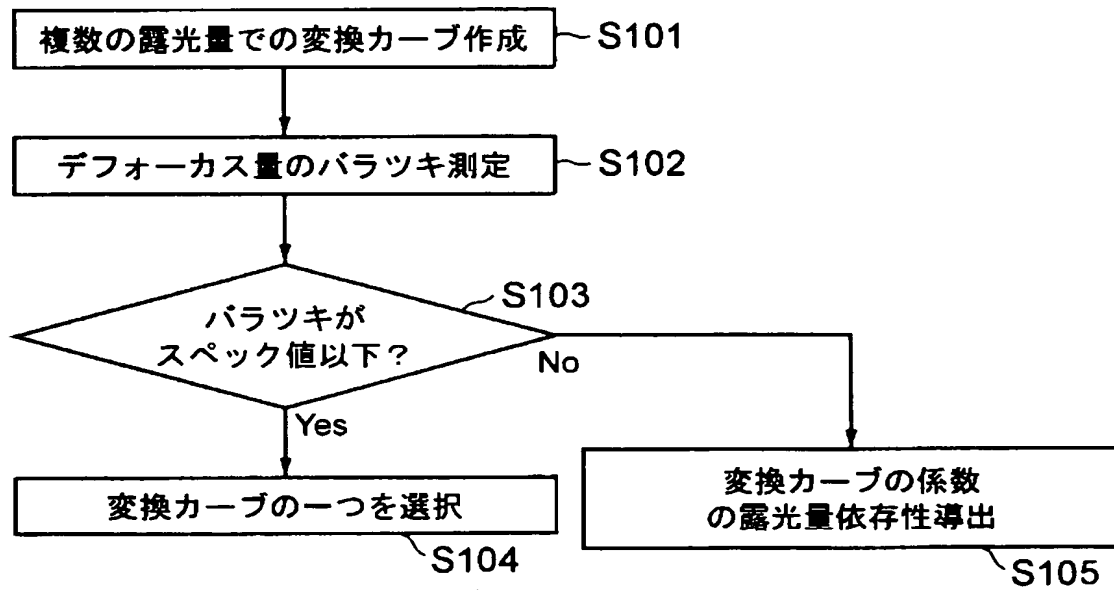 複数の露光量での変換カーブ作成
S101
デフォーカス量のバラツキ測定
S102
S103
バラツキが
スペック値以下？
No
Yes
変換カーブの一つを選択
S104
変換カーブの係数
の露光量依存性導出
S105